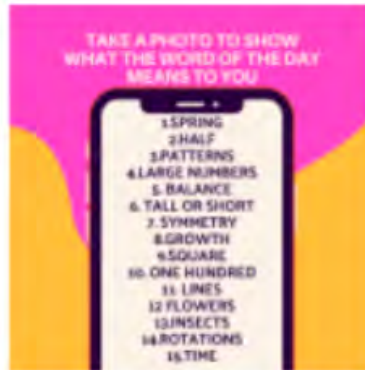 TAKE A PHOTO TO SHOW
WHAT THE WORD OF THE DAY
MEANS TO YOU
1.SPRING
2.HALF
3.PATTERNS
4.LARGE NUMBERS
5. BALANCE
6. TALL OR SHORT
7. SYMMETRY
8.GROWTH
9.SQUARE
10. ONE HUNDRED
11. LINES
12 FLOWERS
13.INSECTS
14.ROTATIONS
15.TIME